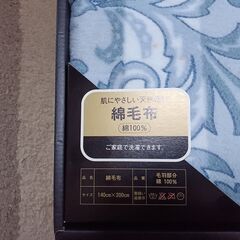 肌にやさしい天然
綿毛布
(綿100%)
ご家庭で洗濯できます。
品名 綿毛布 品質 毛羽部分 綿100%
サイズ 140cm×200cm